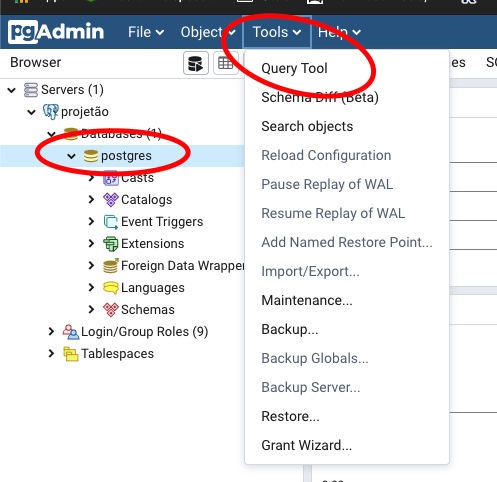 pgAdmin File Object Tools Help
Browser
Servers (1)
projetão
Databases (1)
postgres
Casts
Catalogs
Event Triggers
Extensions
Foreign Data Wrapper
Languages
Schemas
Login/Group Roles (9)
Tablespaces
Query Tool
Schema Diff (Beta)
Search objects
Reload Configuration
Pause Replay of WAL
Resume Replay of WAL
Add Named Restore Point...
Import/Export...
Maintenance...
Backup...
Backup Globals...
Backup Server...
Restore...
Grant Wizard...